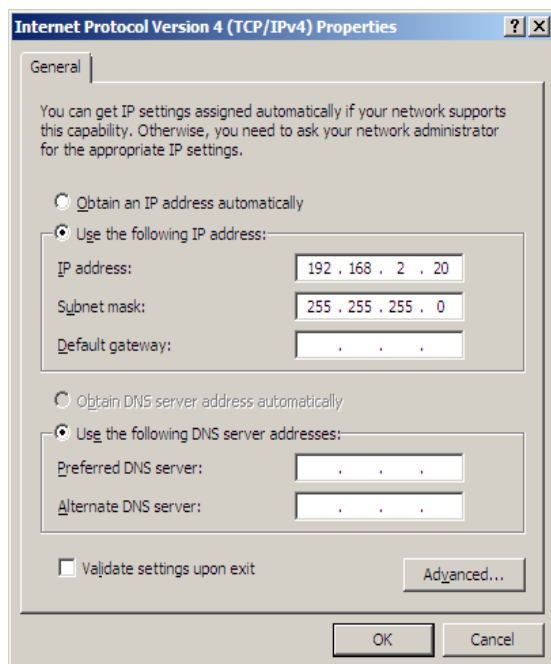 Internet Protocol Version 4 (TCP/IPv4) Properties
General
You can get IP settings assigned automatically if your network supports
this capability. Otherwise, you need to ask your network administrator
for the appropriate IP settings.
Obtain an IP address automatically
Use the following IP address:
IP address: 192 . 168 . 2 . 20
Subnet mask: 255 . 255 . 255 . 0
Default gateway: . . .
Obtain DNS server address automatically
Use the following DNS server addresses:
Preferred DNS server: . . .
Alternate DNS server: . . .
Validate settings upon exit
Advanced...
OK Cancel